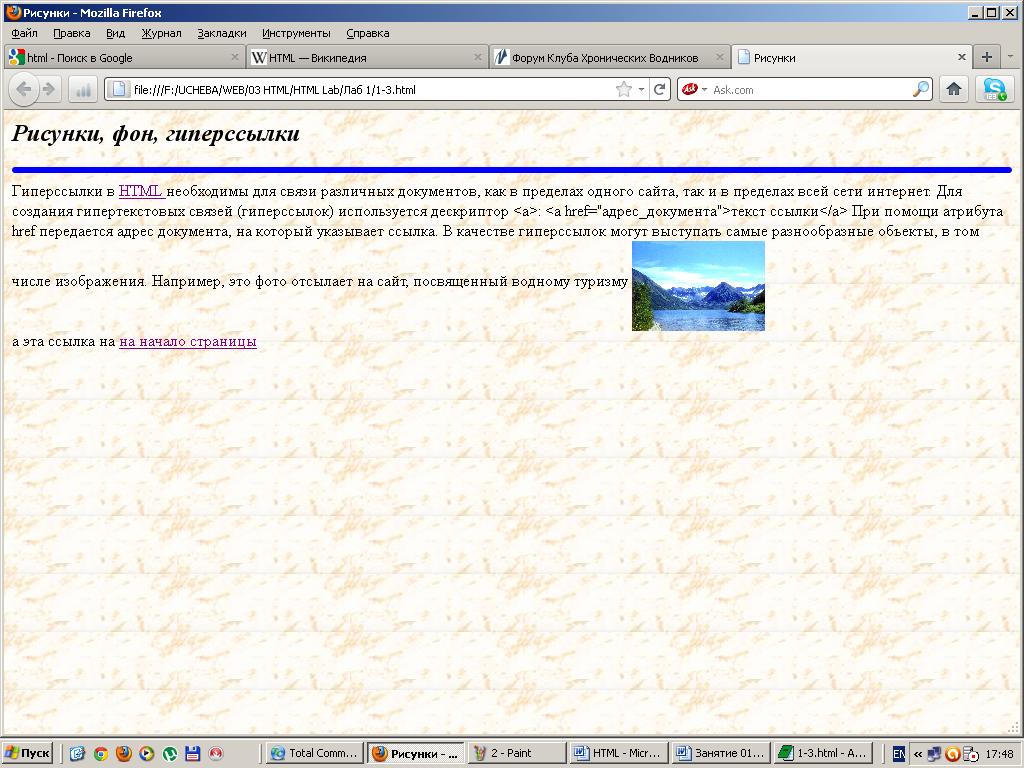 Рисунки - Mozilla Firefox
Файл Правка Вид Журнал Закладки Инструменты Справка
html - Поиск в Google
HTML — Википедия
Форум Клуба Хронических Водников
Рисунки
file:///F:/UCHEBA/WEB/03 HTML/HTML Lab/Лаб 1/1-3.html
Ask Ask.com
Рисунки, фон, гиперссылки
Гиперссылки в HTML необходимы для связи различных документов, как в пределах одного сайта, так и в пределах всей сети интернет. Для
создания гипертекстовых связей (гиперссылок) используется дескриптор <a>: <a href="адрес_документа">текст ссылки</a> При помощи атрибута
href передается адрес документа, на который указывает ссылка. В качестве гиперссылок могут выступать самые разнообразные объекты, в том
числе изображения. Например, это фото отсылает на сайт, посвященный водному туризму
а эта ссылка на на начало страницы
Пуск Total Comm... Рисунки - ... 2 - Paint HTML - Micr... Занятие 01... 1-3.html - A... EN « 17:48